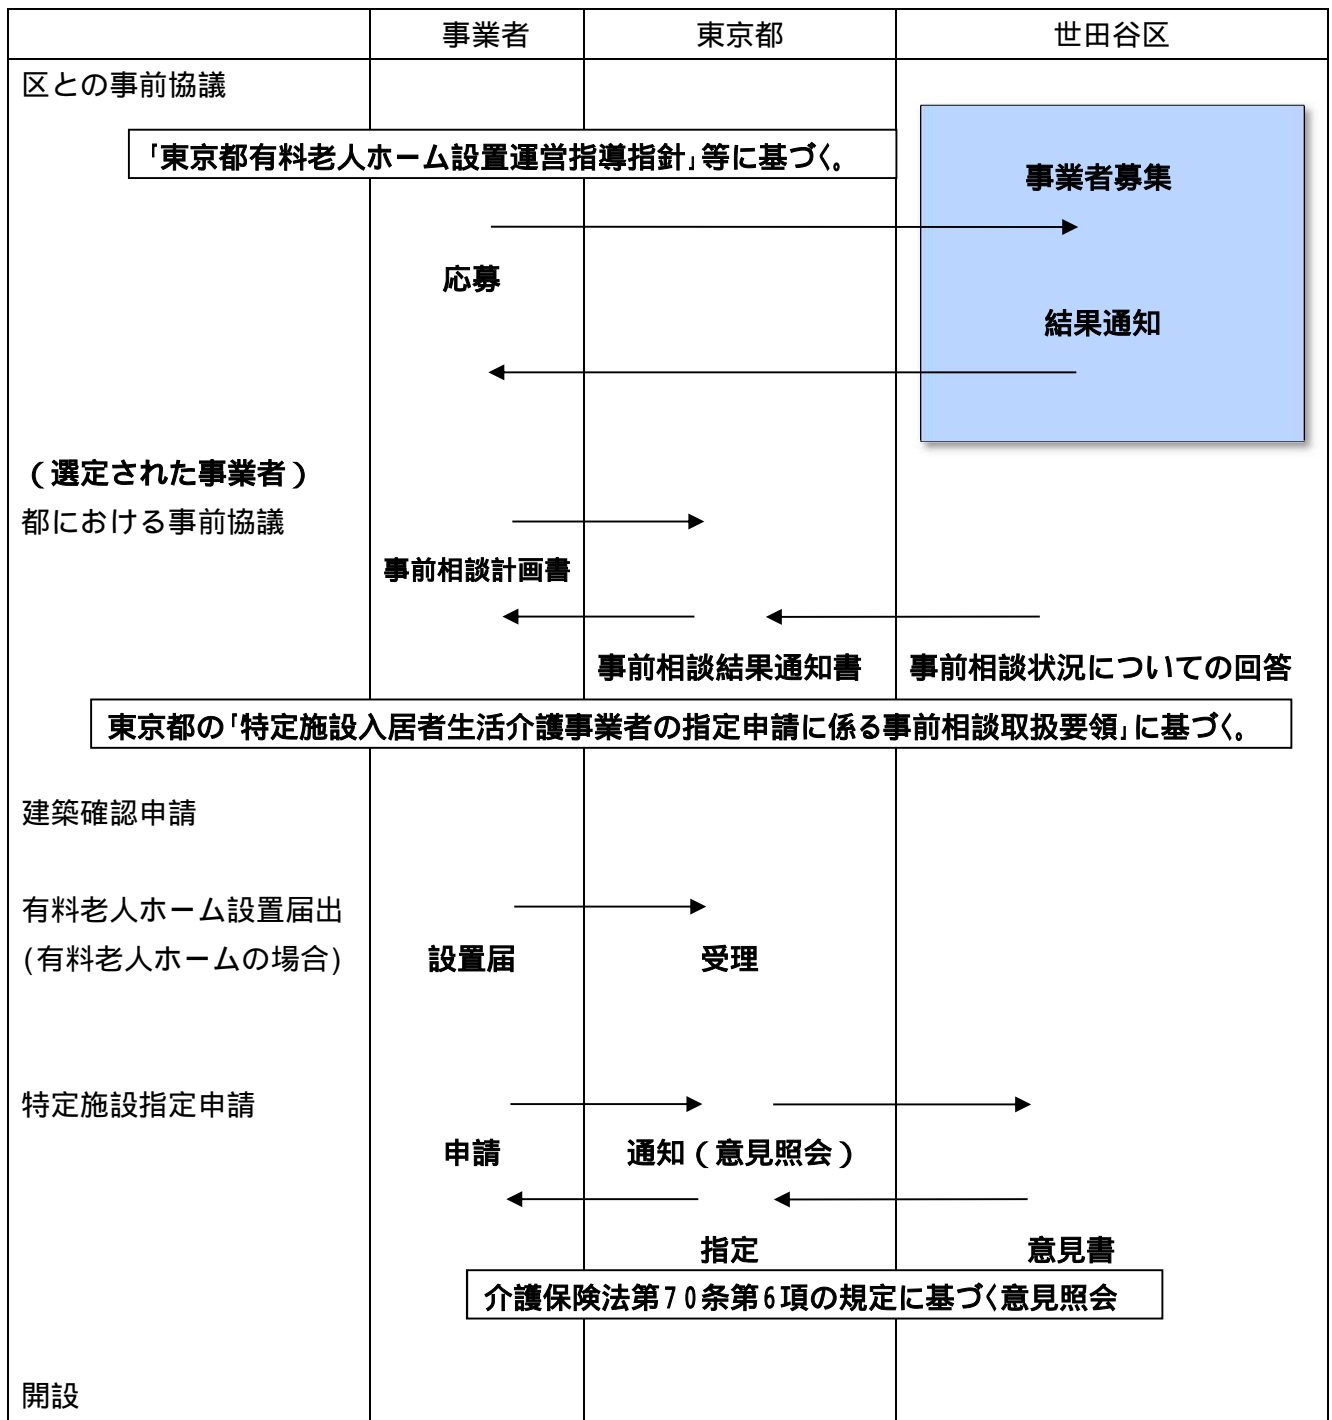 事業者 東京都 世田谷区
区との事前協議
「東京都有料老人ホーム設置運営指導指針」等に基づく。
事業者募集
応募
結果通知
（選定された事業者）
都における事前協議
事前相談計画書
事前相談結果通知書 事前相談状況についての回答
東京都の「特定施設入居者生活介護事業者の指定申請に係る事前相談取扱要領」に基づく。
建築確認申請
有料老人ホーム設置届出
(有料老人ホームの場合) 設置届 受理
特定施設指定申請
申請 通知（意見照会）
指定 意見書
介護保険法第70条第6項の規定に基づく意見照会
開設